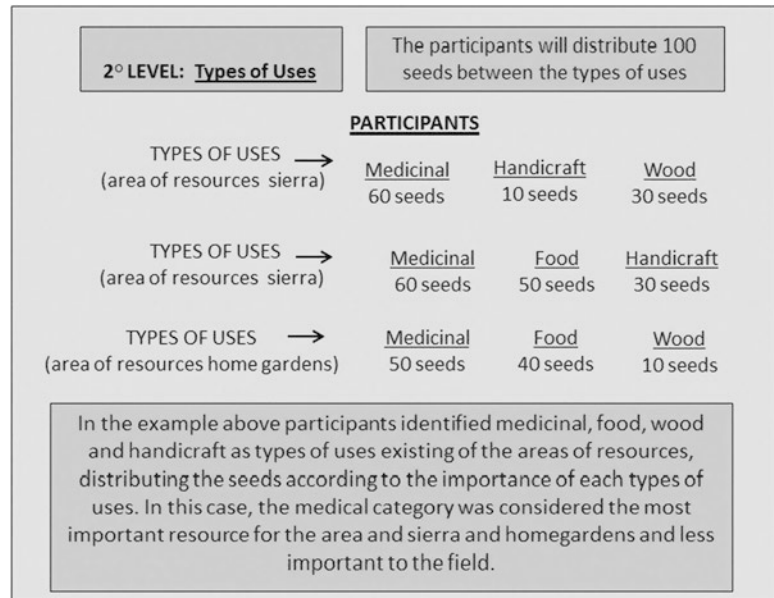 2° LEVEL: Types of Uses
The participants will distribute 100
seeds between the types of uses
PARTICIPANTS
TYPES OF USES →
(area of resources sierra)
Medicinal Handicraft Wood
60 seeds 10 seeds 30 seeds
TYPES OF USES →
(area of resources sierra)
Medicinal Food Handicraft
60 seeds 50 seeds 30 seeds
TYPES OF USES →
(area of resources home gardens)
Medicinal Food Wood
50 seeds 40 seeds 10 seeds
In the example above participants identified medicinal, food, wood
and handicraft as types of uses existing of the areas of resources,
distributing the seeds according to the importance of each types of
uses. In this case, the medical category was considered the most
important resource for the area and sierra and homegardens and less
important to the field.